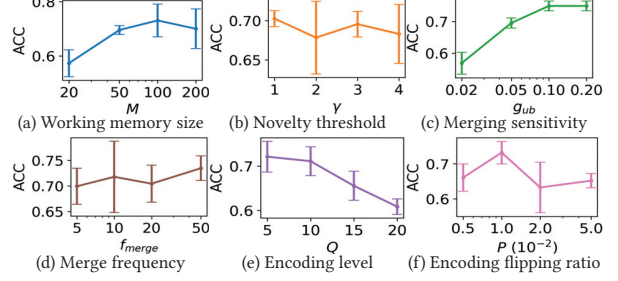 0.8
0.6
ACC
20 50 100 200
M
(a) Working memory size
0.70
0.65
ACC
1 2 3 4
γ
(b) Novelty threshold
0.7
0.6
ACC
0.02 0.05 0.10 0.20
g_ub
(c) Merging sensitivity
0.75
0.70
0.65
ACC
5 10 20 50
f_merge
(d) Merge frequency
0.7
0.6
ACC
5 10 15 20
Q
(e) Encoding level
0.7
0.6
ACC
0.5 1.0 2.0 5.0
P (10⁻²)
(f) Encoding flipping ratio